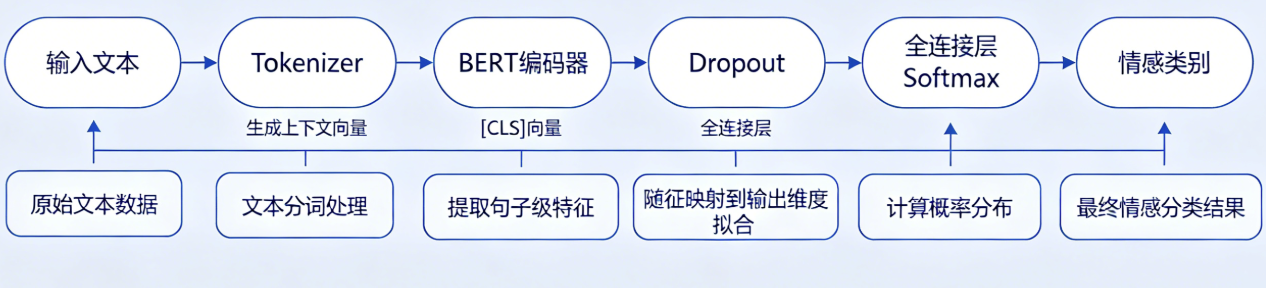 输入文本
Tokenizer
BERT编码器
Dropout
全连接层
Softmax
情感类别
生成上下文向量
[CLS]向量
全连接层
原始文本数据
文本分词处理
提取句子级特征
随征映射到输出维度
拟合
计算概率分布
最终情感分类结果